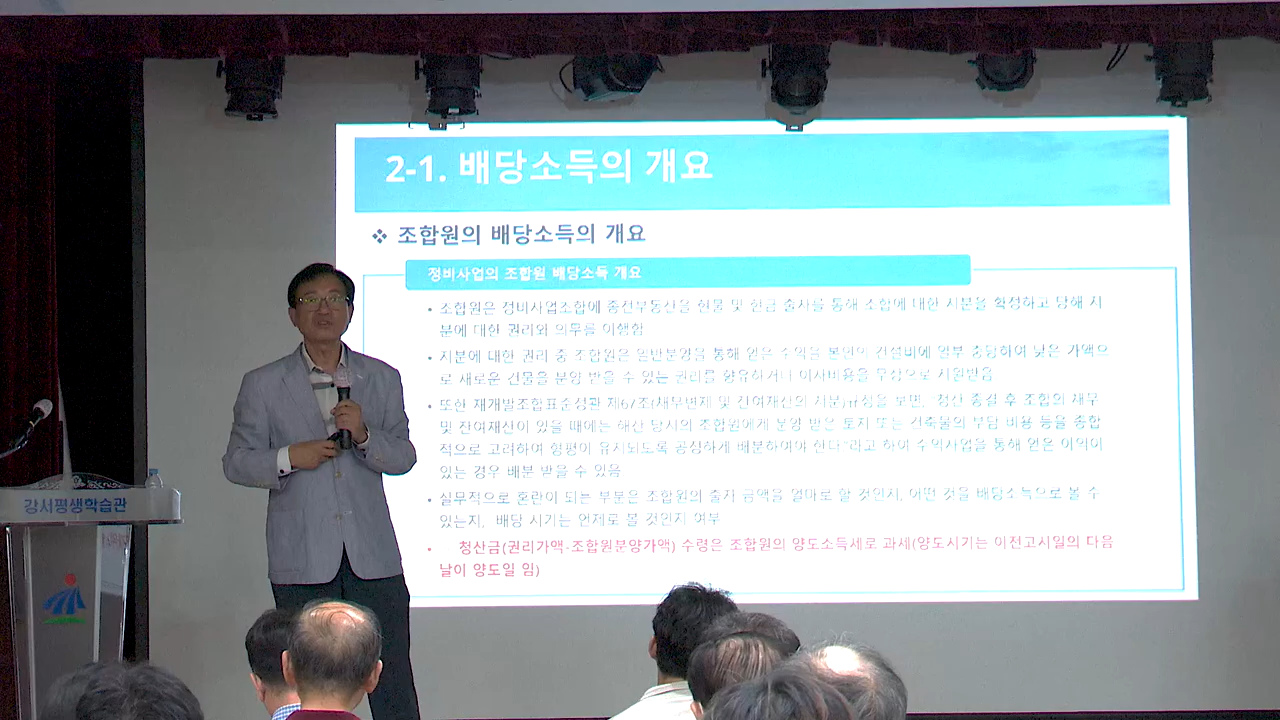 2-1. 배당소득의 개요
❖ 조합원의 배당소득의 개요
정비사업의 조합원 배당소득 개요
• 조합원은 정비사업조합에 종전부동산을 현물 및 현금 출자를 통해 조합에 대한 지분을 확정하고 당해 지
분에 대한 권리와 의무를 이행함
• 지분에 대한 권리 중 조합원은 일반분양을 통해 얻은 수익을 본인의 건설비에 일부 충당하여 낮은 가액으
로 새로운 건물을 분양 받을 수 있는 권리를 향유하거나 이사비용을 무상으로 지원받음
• 또한 재개발조합표준정관 제67조(채무변제 및 잔여재산의 처분)규정을 보면, "청산 종결 후 조합의 채무
및 잔여재산이 있을 때에는 해산 당시의 조합원에게 분양 받은 토지 또는 건축물의 부담 비용 등을 종합
적으로 고려하여 형평이 유지되도록 공정하게 배분하여야 한다"라고 하여 수익사업을 통해 얻은 이익이
있는 경우 배분 받을 수 있음
• 실무적으로 혼란이 되는 부분은 조합원의 출자 금액을 얼마로 할 것인지, 어떤 것을 배당소득으로 볼 수
있는지, 배당 시기는 언제로 볼 것인지 여부
• 청산금(권리가액-조합원분양가액) 수령은 조합원의 양도소득세로 과세(양도시기는 이전고시일의 다음
날이 양도일 임)
강서평생학습관